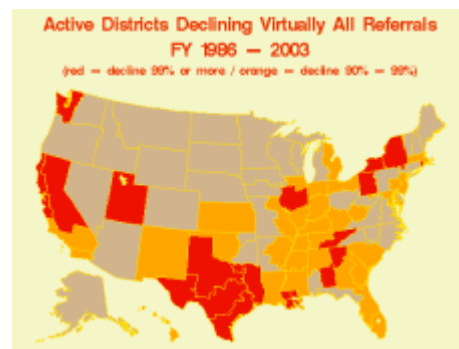 Active Districts Declining Virtually All Referrals
FY 1986 — 2003
(red — decline 99% or more / orange — decline 90% — 99%)